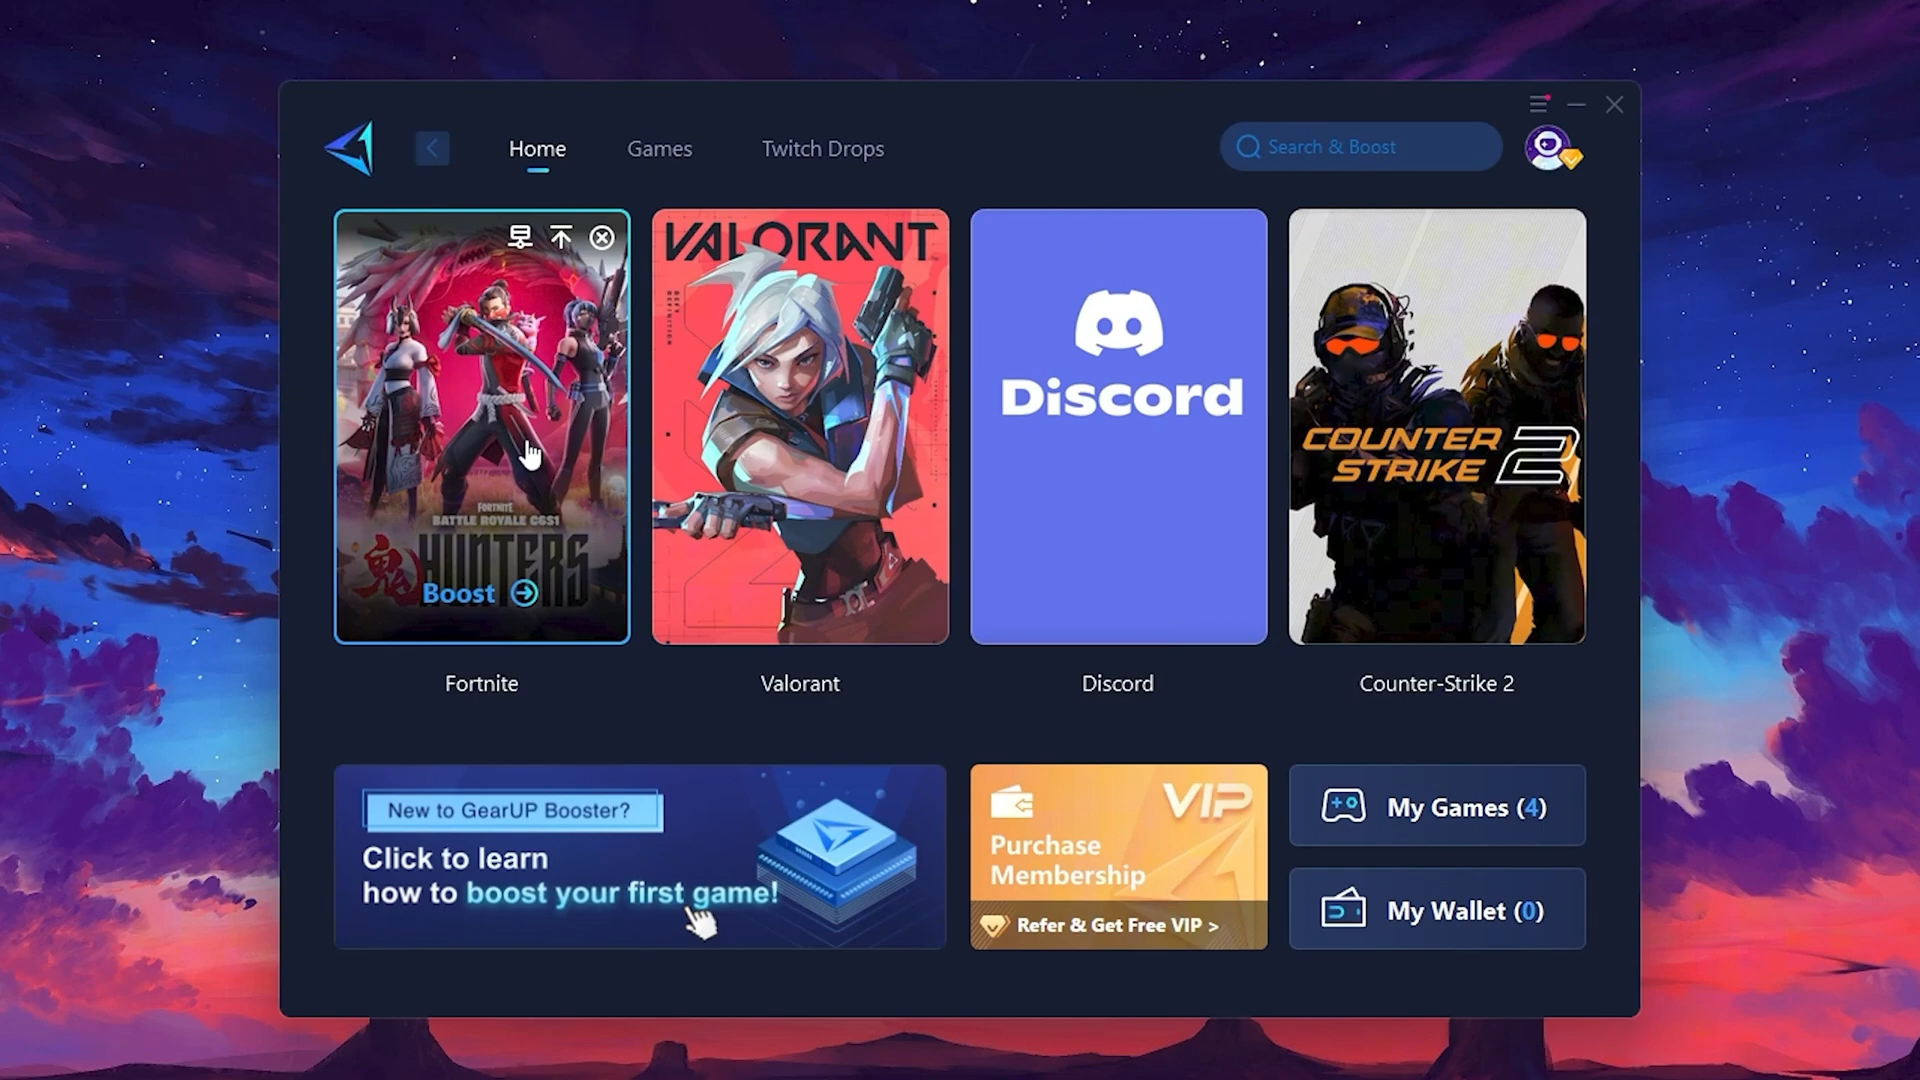 Home
Games
Twitch Drops
Search & Boost
FORTNITE
BATTLE ROYALE C6S1
鬼 HUNTERS
Boost
VALORANT
Discord
COUNTER
STRIKE 2
Fortnite
Valorant
Discord
Counter-Strike 2
New to GearUP Booster?
Click to learn
how to boost your first game!
VIP
Purchase
Membership
Refer & Get Free VIP >
My Games (4)
My Wallet (0)